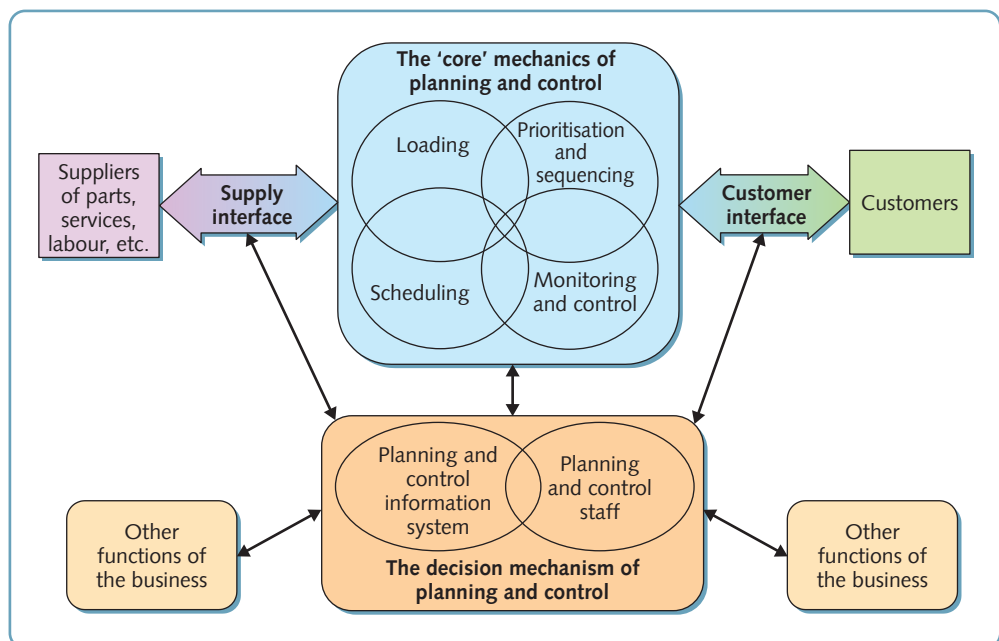 The ‘core’ mechanics of
planning and control
Loading
Prioritisation
and
sequencing
Scheduling
Monitoring
and control
Suppliers
of parts,
services,
labour, etc.
Supply
interface
Customer
interface
Customers
Planning and
control
information
system
Planning
and control
staff
The decision mechanism of
planning and control
Other
functions of
the business
Other
functions of
the business